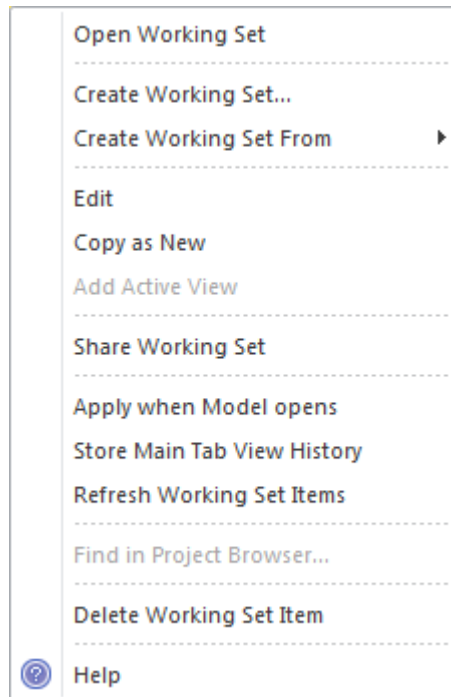 Open Working Set
Create Working Set...
Create Working Set From
Edit
Copy as New
Add Active View
Share Working Set
Apply when Model opens
Store Main Tab View History
Refresh Working Set Items
Find in Project Browser...
Delete Working Set Item
Help